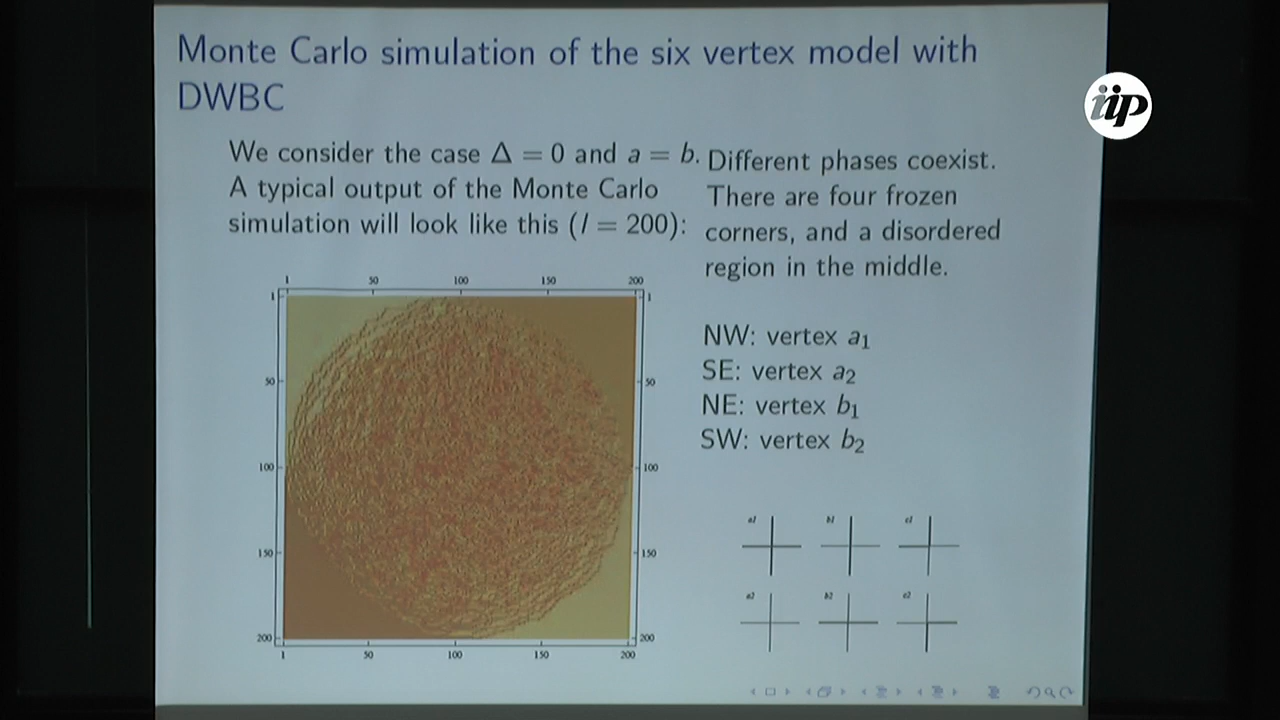 Monte Carlo simulation of the six vertex model with
DWBC
iip
We consider the case Δ = 0 and a = b.
A typical output of the Monte Carlo
simulation will look like this (l = 200):
Different phases coexist.
There are four frozen
corners, and a disordered
region in the middle.
NW: vertex a₁
SE: vertex a₂
NE: vertex b₁
SW: vertex b₂
1 50 100 150 200
1 1
50 50
100 100
150 150
200 200
1 50 100 150 200
a1 b1 c1
a2 b2 c2